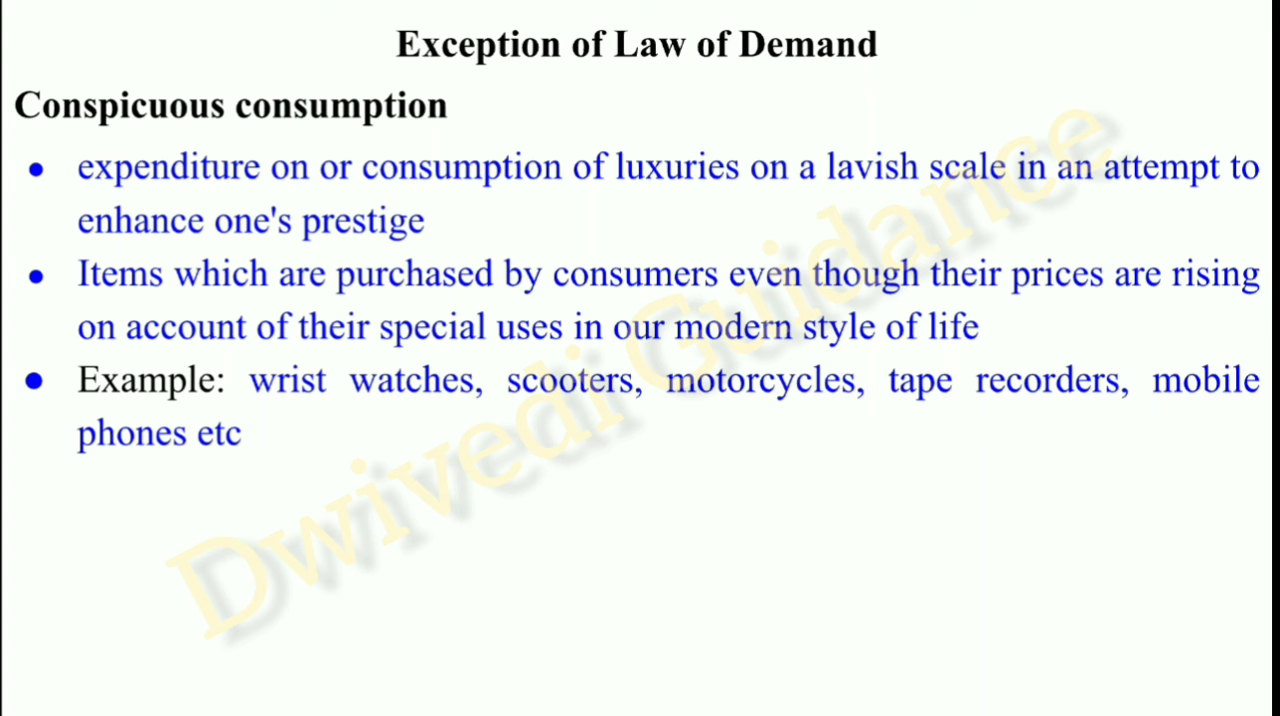 Exception of Law of Demand
Conspicuous consumption
• expenditure on or consumption of luxuries on a lavish scale in an attempt to
enhance one's prestige
• Items which are purchased by consumers even though their prices are rising
on account of their special uses in our modern style of life
• Example: wrist watches, scooters, motorcycles, tape recorders, mobile
phones etc
Dwivedi Guidance